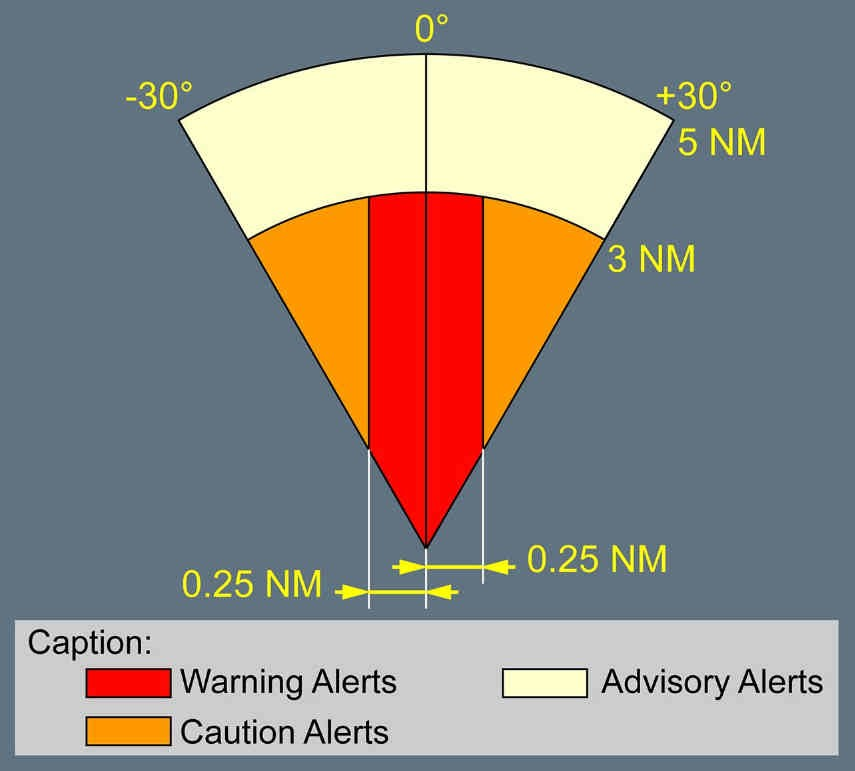 0°
-30°
+30°
5 NM
3 NM
0.25 NM
0.25 NM
Caption:
Warning Alerts
Advisory Alerts
Caution Alerts